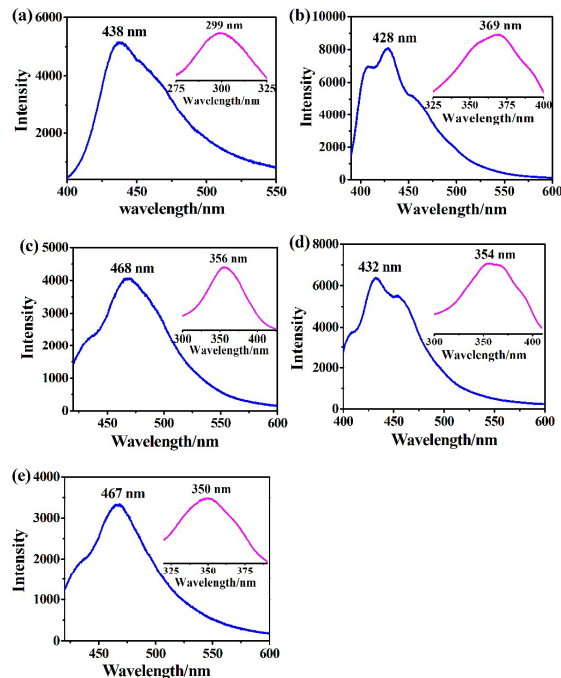 (a)
6000
438 nm
299 nm
4000
275
300
325
Wavelength/nm
2000
Intensity
400
450
500
550
wavelength/nm
(b)
10000
428 nm
369 nm
8000
6000
325
350
375
400
Wavelength/nm
4000
2000
0
Intensity
400
450
500
550
600
Wavelength/nm
(c)
5000
468 nm
356 nm
4000
3000
300
350
400
Wavelength/nm
2000
1000
0
Intensity
450
500
550
600
Wavelength/nm
(d)
8000
432 nm
354 nm
6000
4000
300
350
400
Wavelength/nm
2000
0
Intensity
400
450
500
550
600
Wavelength/nm
(e)
4000
467 nm
350 nm
3000
325
350
375
Wavelength/nm
2000
1000
0
Intensity
450
500
550
600
Wavelength/nm